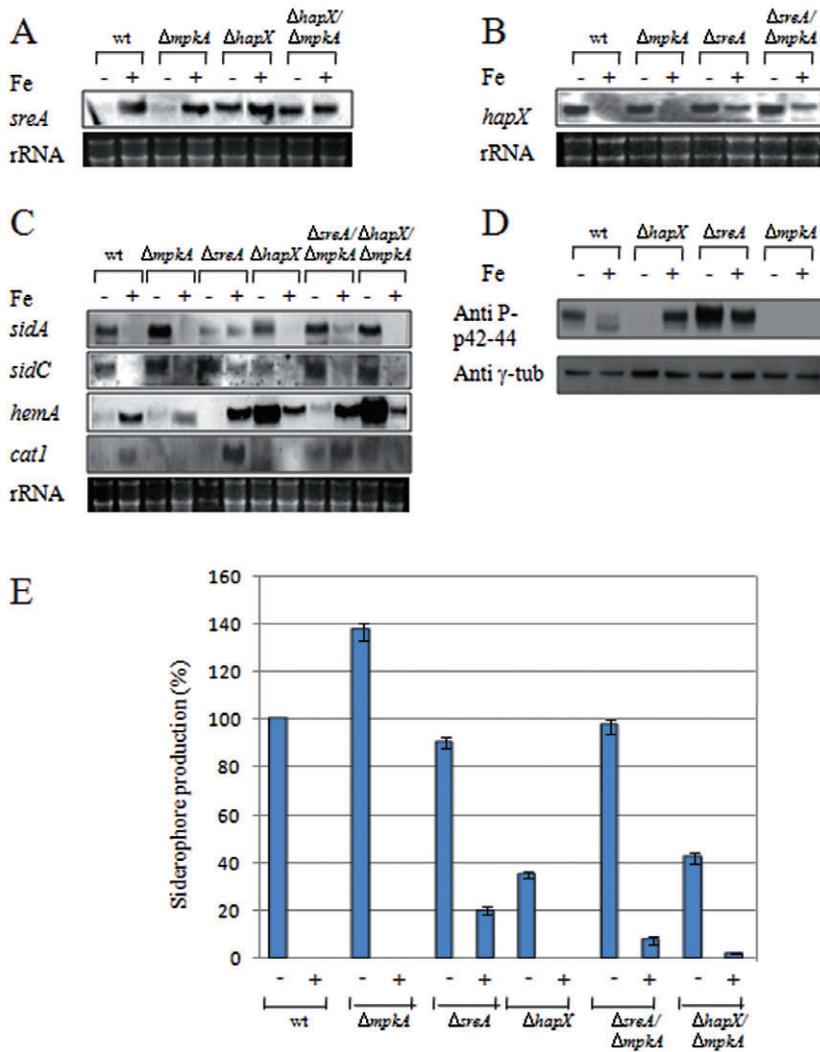 A
ΔhapX/
wt ΔmpkA ΔhapX ΔmpkA
Fe - + - + - + - +
sreA
rRNA
B
ΔsreA/
wt ΔmpkA ΔsreA ΔmpkA
Fe - + - + - + - +
hapX
rRNA
C
ΔsreA/ ΔhapX/
wt ΔmpkA ΔsreA ΔhapX ΔmpkA ΔmpkA
Fe - + - + - + - + - + - +
sidA
sidC
hemA
cat1
rRNA
D
wt ΔhapX ΔsreA ΔmpkA
Fe - + - + - + - +
Anti P-
p42-44
Anti γ-tub
E
Siderophore production (%)
160
140
120
100
80
60
40
20
0
- + - + - + - + - + - +
wt ΔmpkA ΔsreA ΔhapX ΔsreA/ ΔhapX/
ΔmpkA ΔmpkA